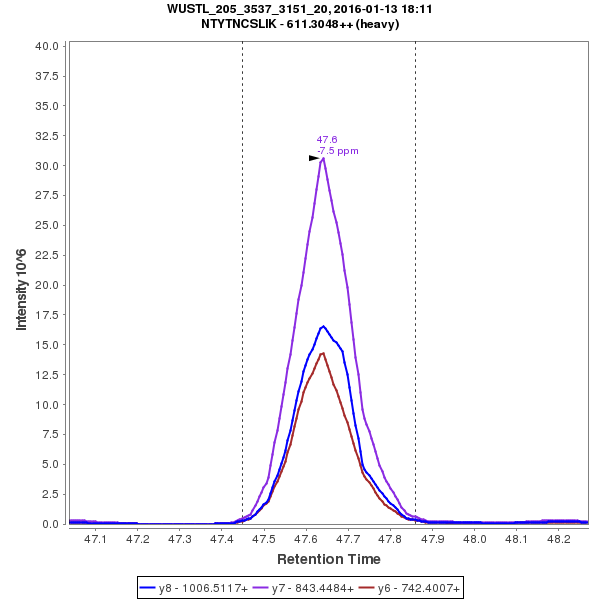 WUSTL_205_3537_3151_20, 2016-01-13 18:11
NTYTNCSLIK - 611.3048++ (heavy)
Intensity 10^6
40.0
37.5
35.0
32.5
30.0
27.5
25.0
22.5
20.0
17.5
15.0
12.5
10.0
7.5
5.0
2.5
0.0
47.6
-7.5 ppm
47.1 47.2 47.3 47.4 47.5 47.6 47.7 47.8 47.9 48.0 48.1 48.2
Retention Time
y8 - 1006.5117+ y7 - 843.4484+ y6 - 742.4007+